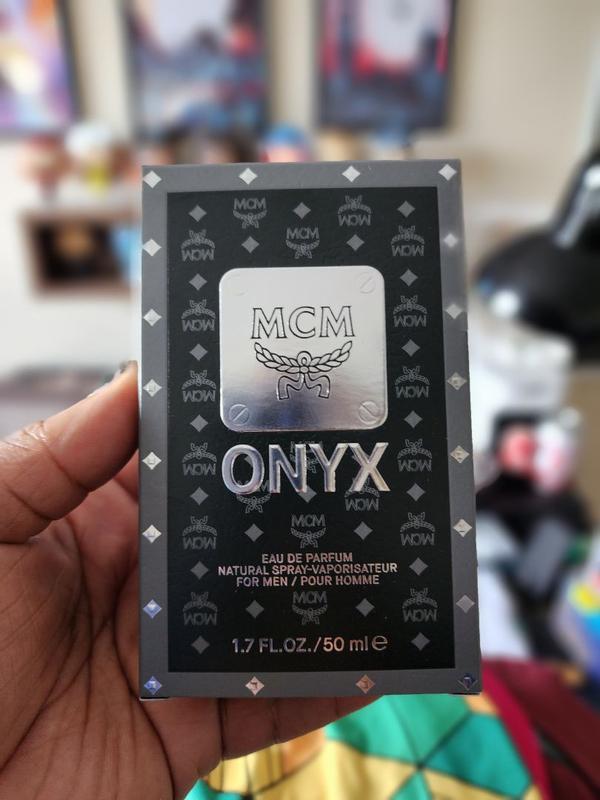 MCM
ONYX
EAU DE PARFUM
NATURAL SPRAY-VAPORISATEUR
FOR MEN / POUR HOMME
1.7 FL.OZ./50 ml ℮